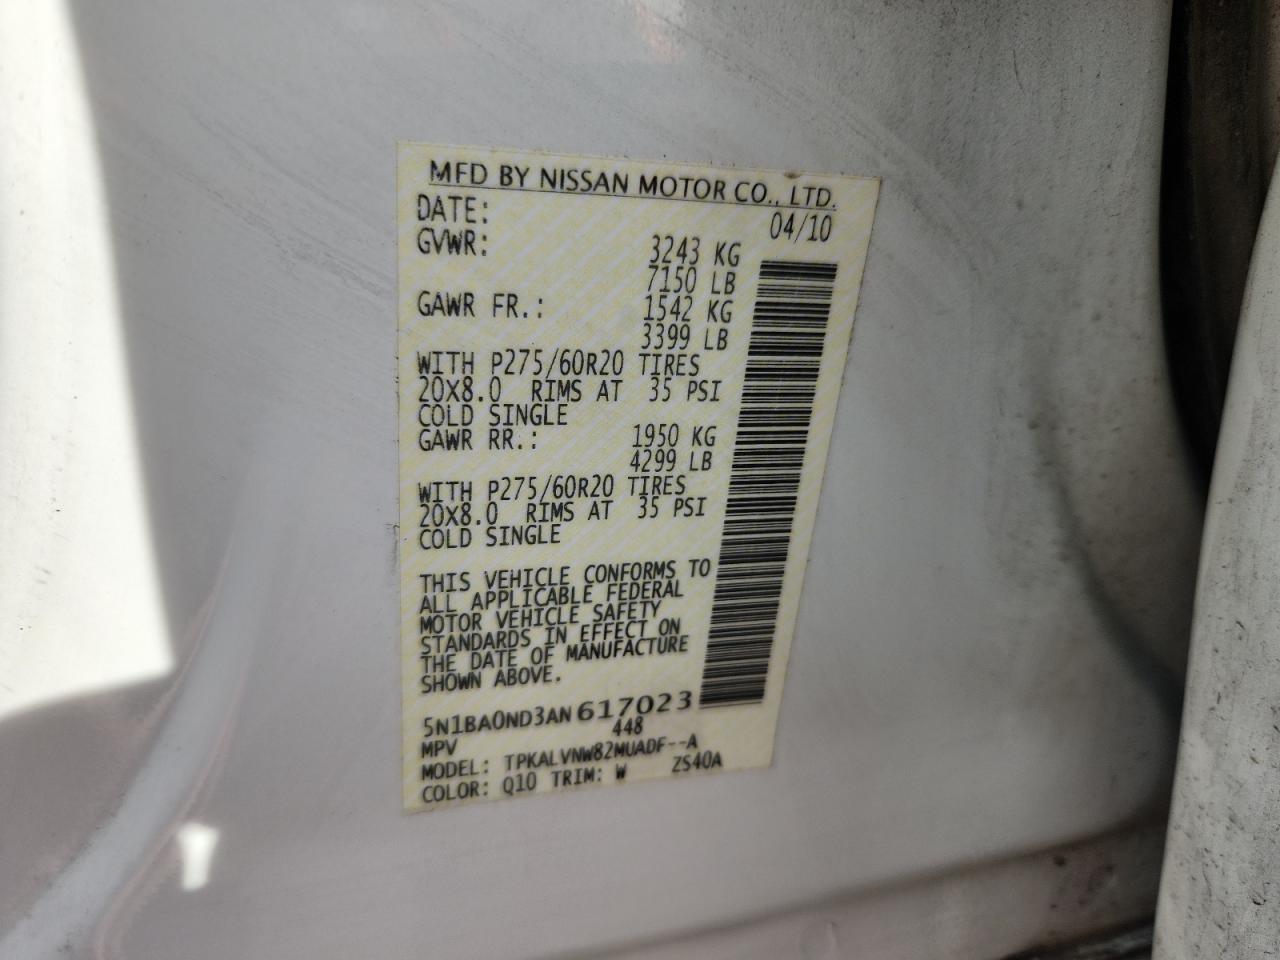 MFD BY NISSAN MOTOR CO., LTD.
DATE: 04/10
GVWR: 3243 KG
7150 LB
GAWR FR.: 1542 KG
3399 LB
WITH P275/60R20 TIRES
20X8.0 RIMS AT 35 PSI
COLD SINGLE
GAWR RR.: 1950 KG
4299 LB
WITH P275/60R20 TIRES
20X8.0 RIMS AT 35 PSI
COLD SINGLE
THIS VEHICLE CONFORMS TO
ALL APPLICABLE FEDERAL
MOTOR VEHICLE SAFETY
STANDARDS IN EFFECT ON
THE DATE OF MANUFACTURE
SHOWN ABOVE.
5N1BA0ND3AN617023
MPV 448
MODEL: TPKALVNW82MUADF--A
COLOR: Q10 TRIM: W ZS40A